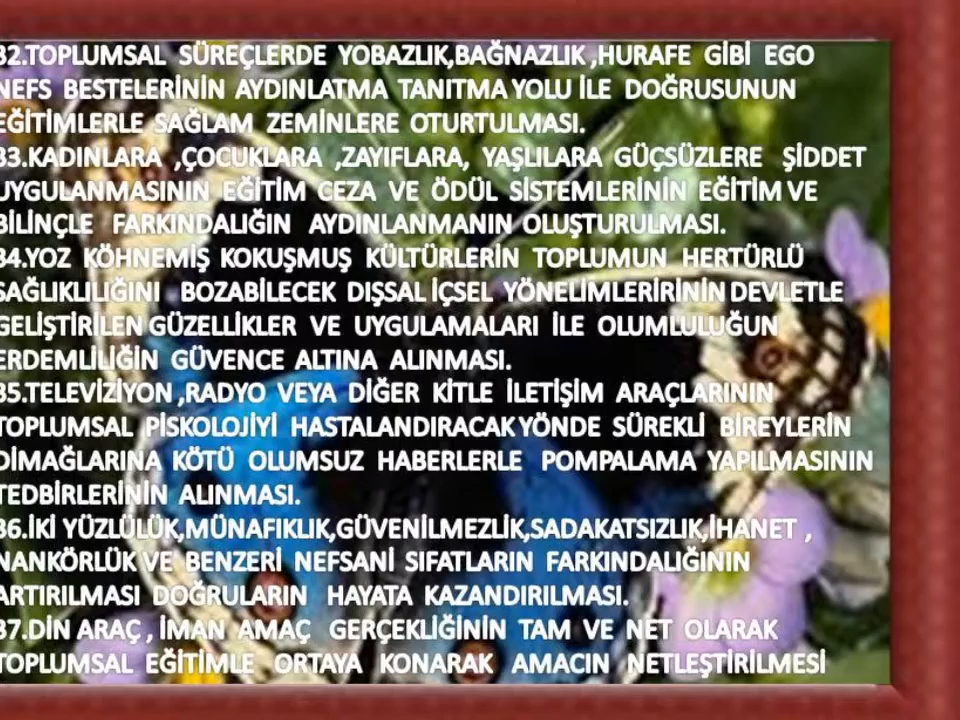 32.TOPLUMSAL SÜREÇLERDE YOBAZLIK,BAĞNAZLIK ,HURAFE GİBİ EGO
NEFS BESTELERİNİN AYDINLATMA TANITMA YOLU İLE DOĞRUSUNUN
EĞİTİMLERLE SAĞLAM ZEMİNLERE OTURTULMASI.
33.KADINLARA ,ÇOCUKLARA ,ZAYIFLARA, YAŞLILARA GÜÇSÜZLERE ŞİDDET
UYGULANMASININ EĞİTİM CEZA VE ÖDÜL SİSTEMLERİNİN EĞİTİM VE
BİLİNÇLE FARKINDALIĞIN AYDINLANMANIN OLUŞTURULMASI.
34.YOZ KÖHNEMİŞ KOKUŞMUŞ KÜLTÜRLERİN TOPLUMUN HERTÜRLÜ
SAĞLIKLILIĞINI BOZABİLECEK DIŞSAL İÇSEL YÖNELİMLERİRİNİN DEVLETLE
GELİŞTİRİLEN GÜZELLİKLER VE UYGULAMALARI İLE OLUMLULUĞUN
ERDEMLİLİĞİN GÜVENCE ALTINA ALINMASI.
35.TELEVİZİYON ,RADYO VEYA DİĞER KİTLE İLETİŞİM ARAÇLARININ
TOPLUMSAL PİSKOLOJİYİ HASTALANDIRACAK YÖNDE SÜREKLİ BİREYLERİN
DİMAĞLARINA KÖTÜ OLUMSUZ HABERLERLE POMPALAMA YAPILMASININ
TEDBİRLERİNİN ALINMASI.
36.İKİ YÜZLÜLÜK,MÜNAFIKLIK,GÜVENİLMEZLİK,SADAKATSIZLIK,İHANET ,
NANKÖRLÜK VE BENZERİ NEFSANİ SIFATLARIN FARKINDALIĞININ
ARTIRILMASI DOĞRULARIN HAYATA KAZANDIRILMASI.
37.DİN ARAÇ , İMAN AMAÇ GERÇEKLİĞİNİN TAM VE NET OLARAK
TOPLUMSAL EĞİTİMLE ORTAYA KONARAK AMACIN NETLEŞTİRİLMESİ